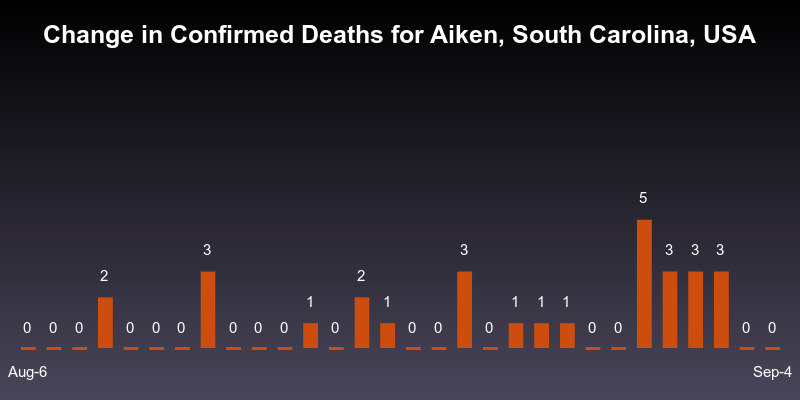 Change in Confirmed Deaths for Aiken, South Carolina, USA
5
3 3 3 3 3
2 2
1 1 1 1 1
0 0 0 0 0 0 0 0 0 0 0 0 0 0 0 0 0
Aug-6 Sep-4